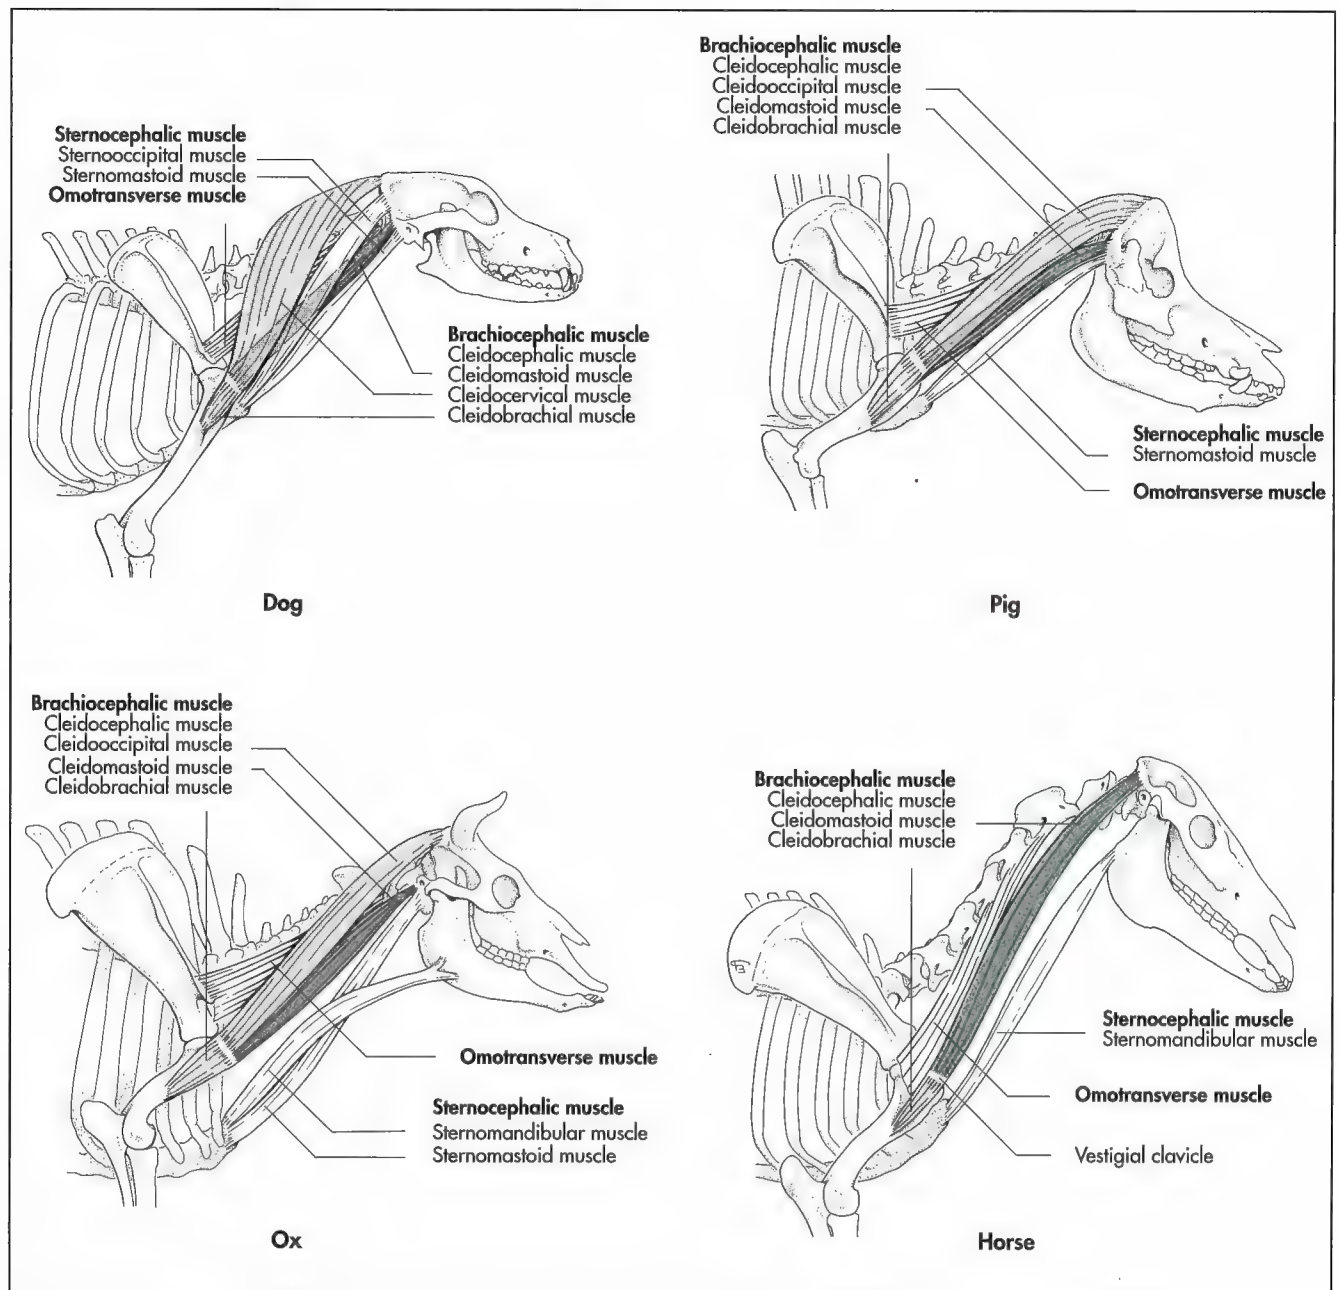 Sternocephalic muscle
Sternooccipital muscle
Sternomastoid muscle
Omotransverse muscle
Brachiocephalic muscle
Cleidocephalic muscle
Cleidomastoid muscle
Cleidocervical muscle
Cleidobrachial muscle
Dog
Brachiocephalic muscle
Cleidocephalic muscle
Cleidooccipital muscle
Cleidomastoid muscle
Cleidobrachial muscle
Sternocephalic muscle
Sternomastoid muscle
Omotransverse muscle
Pig
Brachiocephalic muscle
Cleidocephalic muscle
Cleidooccipital muscle
Cleidomastoid muscle
Cleidobrachial muscle
Omotransverse muscle
Sternocephalic muscle
Sternomandibular muscle
Sternomastoid muscle
Ox
Brachiocephalic muscle
Cleidocephalic muscle
Cleidomastoid muscle
Cleidobrachial muscle
Sternocephalic muscle
Sternomandibular muscle
Omotransverse muscle
Vestigial clavicle
Horse